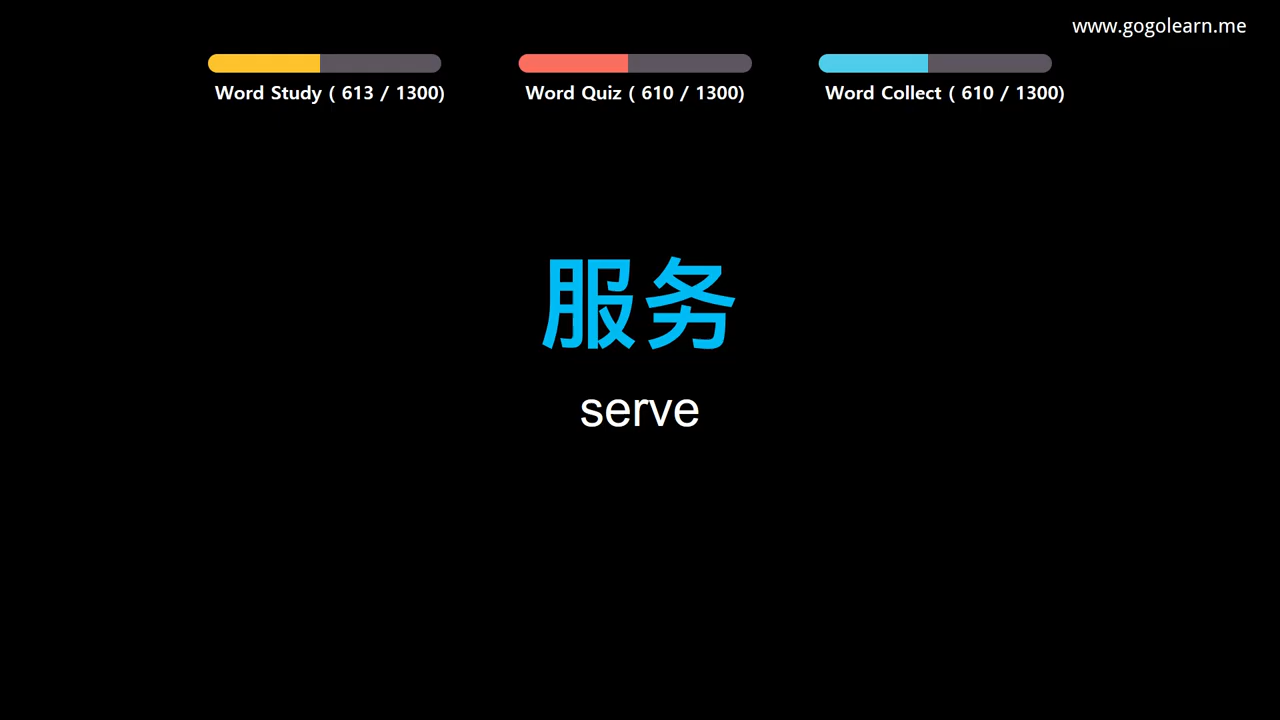 www.gogolearn.me
Word Study ( 613 / 1300)
Word Quiz ( 610 / 1300)
Word Collect ( 610 / 1300)
服务
serve